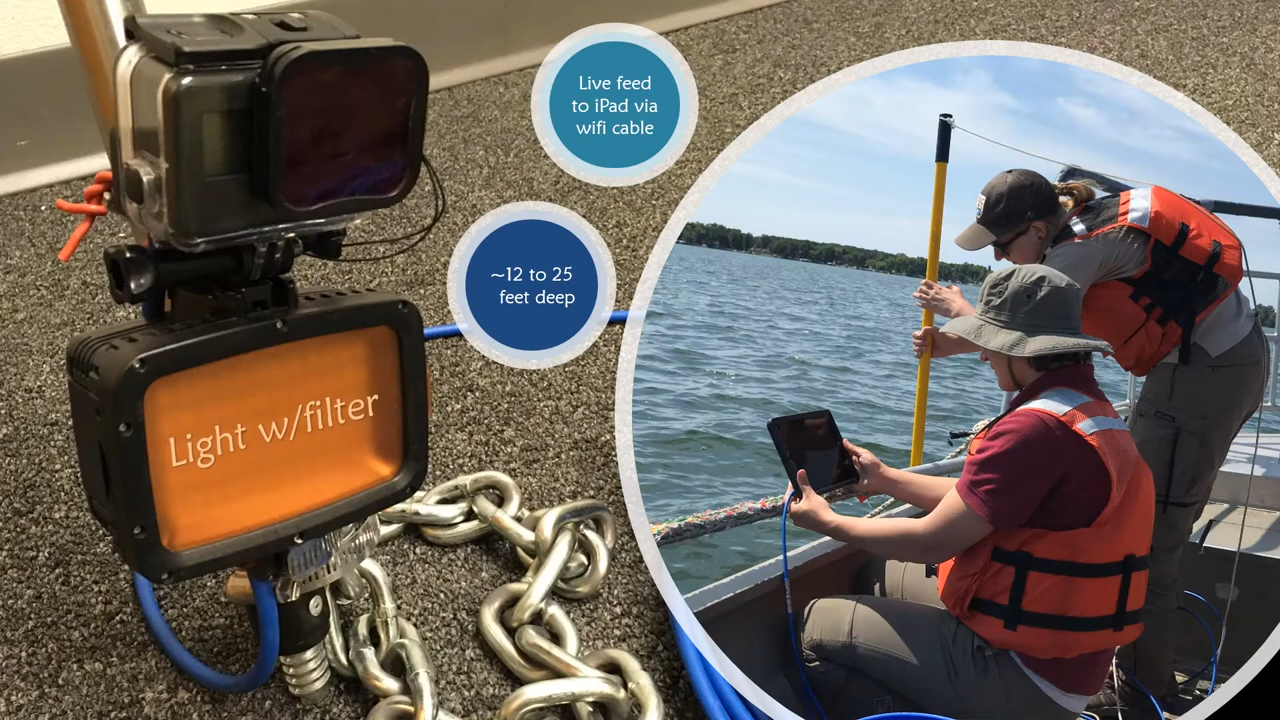 Live feed
to iPad via
wifi cable
~12 to 25
feet deep
Light w/filter